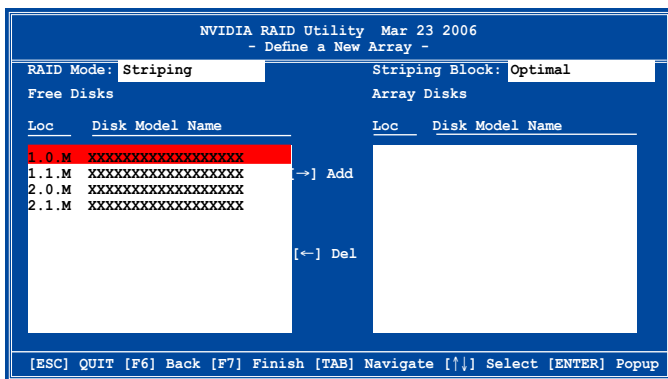 NVIDIA RAID Utility Mar 23 2006
- Define a New Array -
RAID Mode: Striping Striping Block: Optimal
Free Disks Array Disks
Loc Disk Model Name Loc Disk Model Name
1.0.M XXXXXXXXXXXXXXXXXX
1.1.M XXXXXXXXXXXXXXXXXX [→] Add
2.0.M XXXXXXXXXXXXXXXXXX
2.1.M XXXXXXXXXXXXXXXXXX
[←] Del
[ESC] QUIT [F6] Back [F7] Finish [TAB] Navigate [↑↓] Select [ENTER] Popup